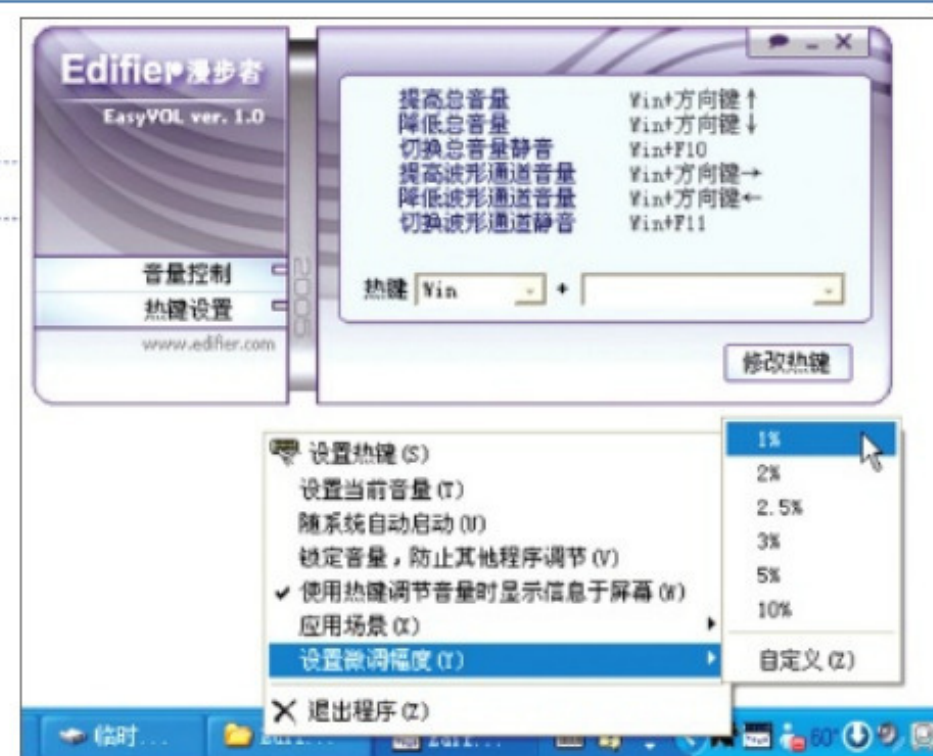 Edifier漫步者
EasyVOL ver. 1.0
提高总音量 Win+方向键↑
降低总音量 Win+方向键↓
切换总音量静音 Win+F10
提高波形通道音量 Win+方向键→
降低波形通道音量 Win+方向键←
切换波形通道静音 Win+F11
音量控制
热键设置
2005
www.edifier.com
热键 Win +
修改热键
设置热键(S)
设置当前音量(T)
随系统自动启动(U)
锁定音量，防止其他程序调节(V)
✓ 使用热键调节音量时显示信息于屏幕(W)
应用场景(X)
设置微调幅度(Y)
退出程序(Z)
1%
2%
2.5%
3%
5%
10%
自定义(Z)
临时...
60°